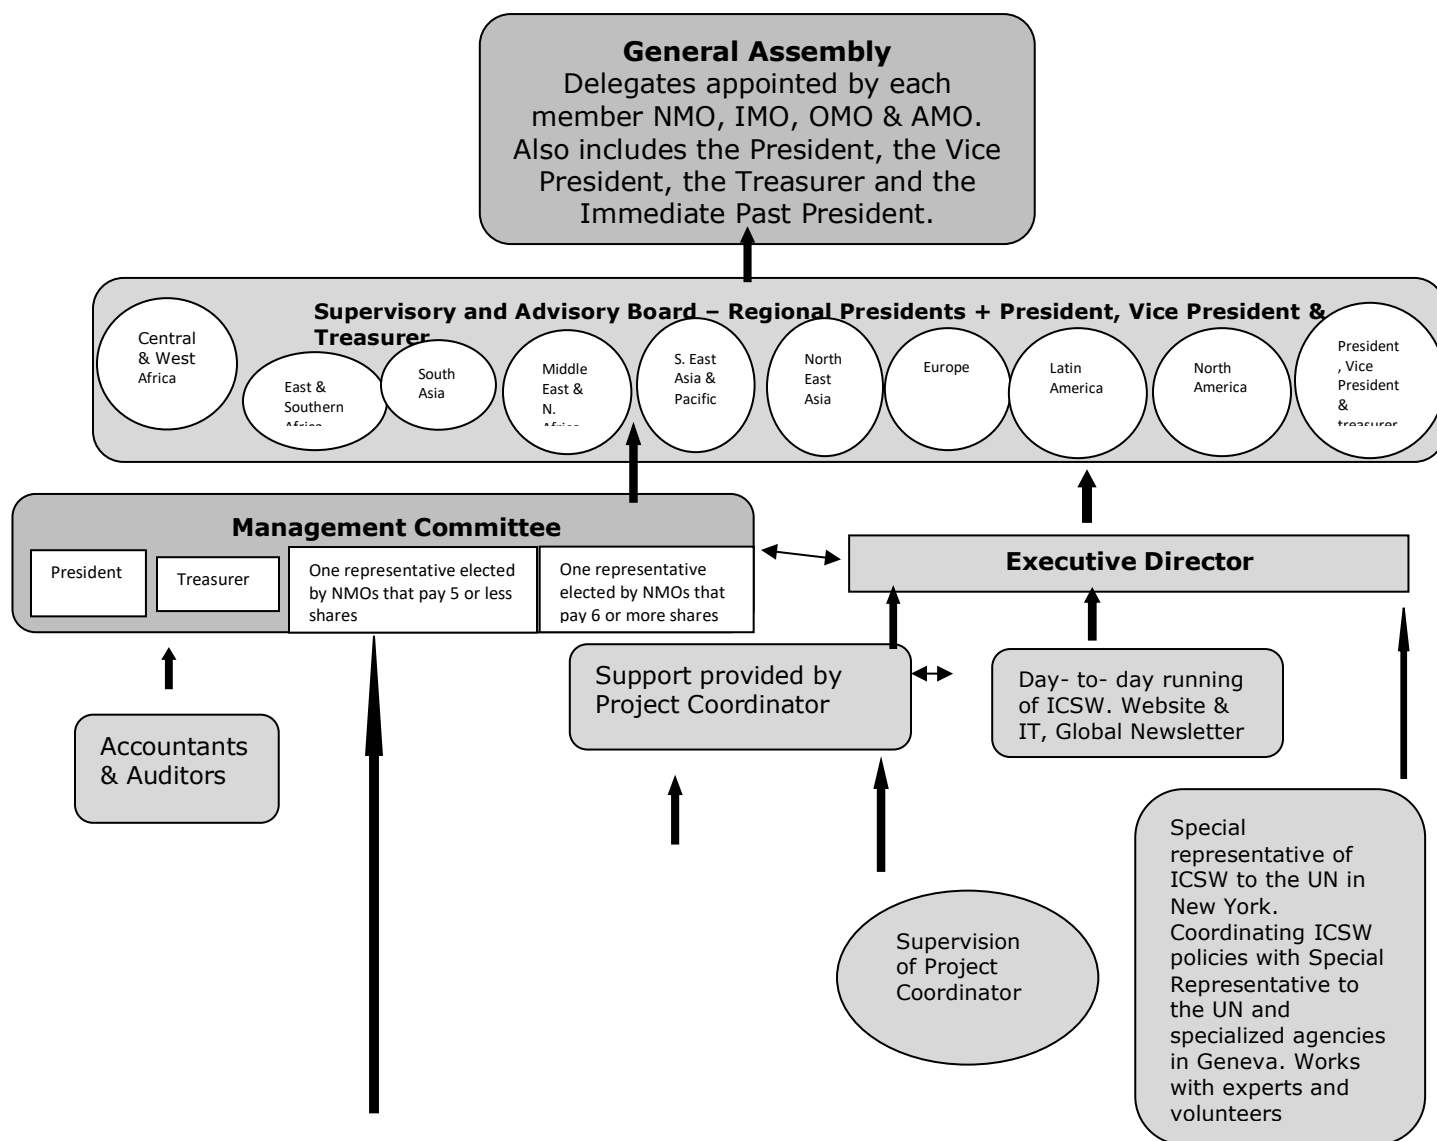 General Assembly
Delegates appointed by each
member NMO, IMO, OMO & AMO.
Also includes the President, the Vice
President, the Treasurer and the
Immediate Past President.
Supervisory and Advisory Board – Regional Presidents + President, Vice President &
Treasurer
Central
& West
Africa
East &
Southern
Africa
South
Asia
Middle
East &
N.
Africa
S. East
Asia &
Pacific
North
East
Asia
Europe
Latin
America
North
America
President
, Vice
President
&
treasurer
Management Committee
President
Treasurer
One representative elected
by NMOs that pay 5 or less
shares
One representative
elected by NMOs that
pay 6 or more shares
Executive Director
Support provided by
Project Coordinator
Day- to- day running
of ICSW. Website &
IT, Global Newsletter
Accountants
& Auditors
Supervision
of Project
Coordinator
Special
representative of
ICSW to the UN in
New York.
Coordinating ICSW
policies with Special
Representative to
the UN and
specialized agencies
in Geneva. Works
with experts and
volunteers